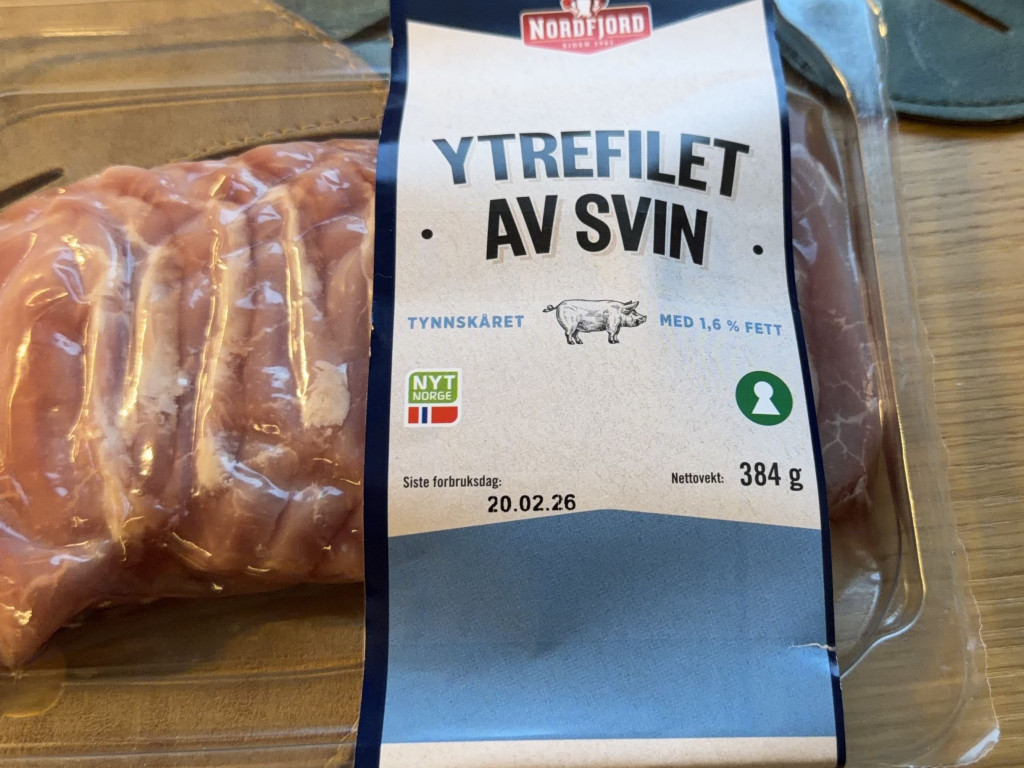 NORDFJORD
YTREFILET
AV SVIN
TYNNSKÅRET
MED 1,6 % FETT
NYT
NORGE
Siste forbruksdag:
20.02.26
Nettovekt: 384 g